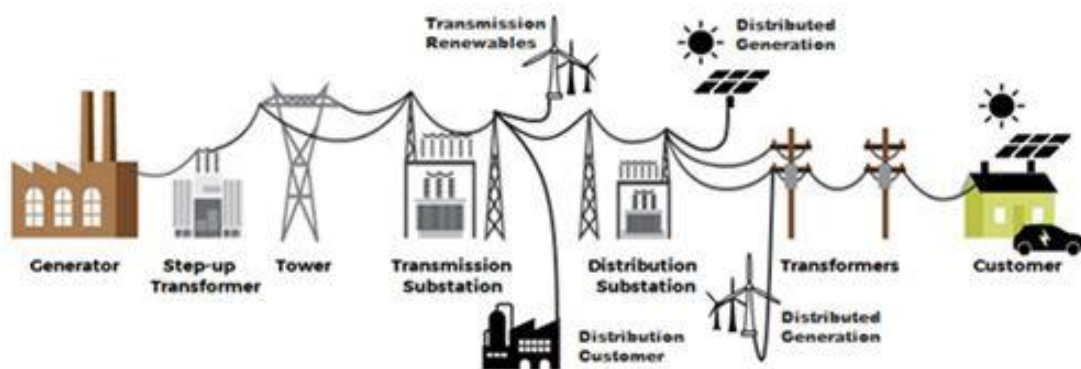 Transmission
Renewables
Distributed
Generation
Generator
Step-up
Transformer
Tower
Transmission
Substation
Distribution
Substation
Transformers
Customer
Distribution
Customer
Distributed
Generation